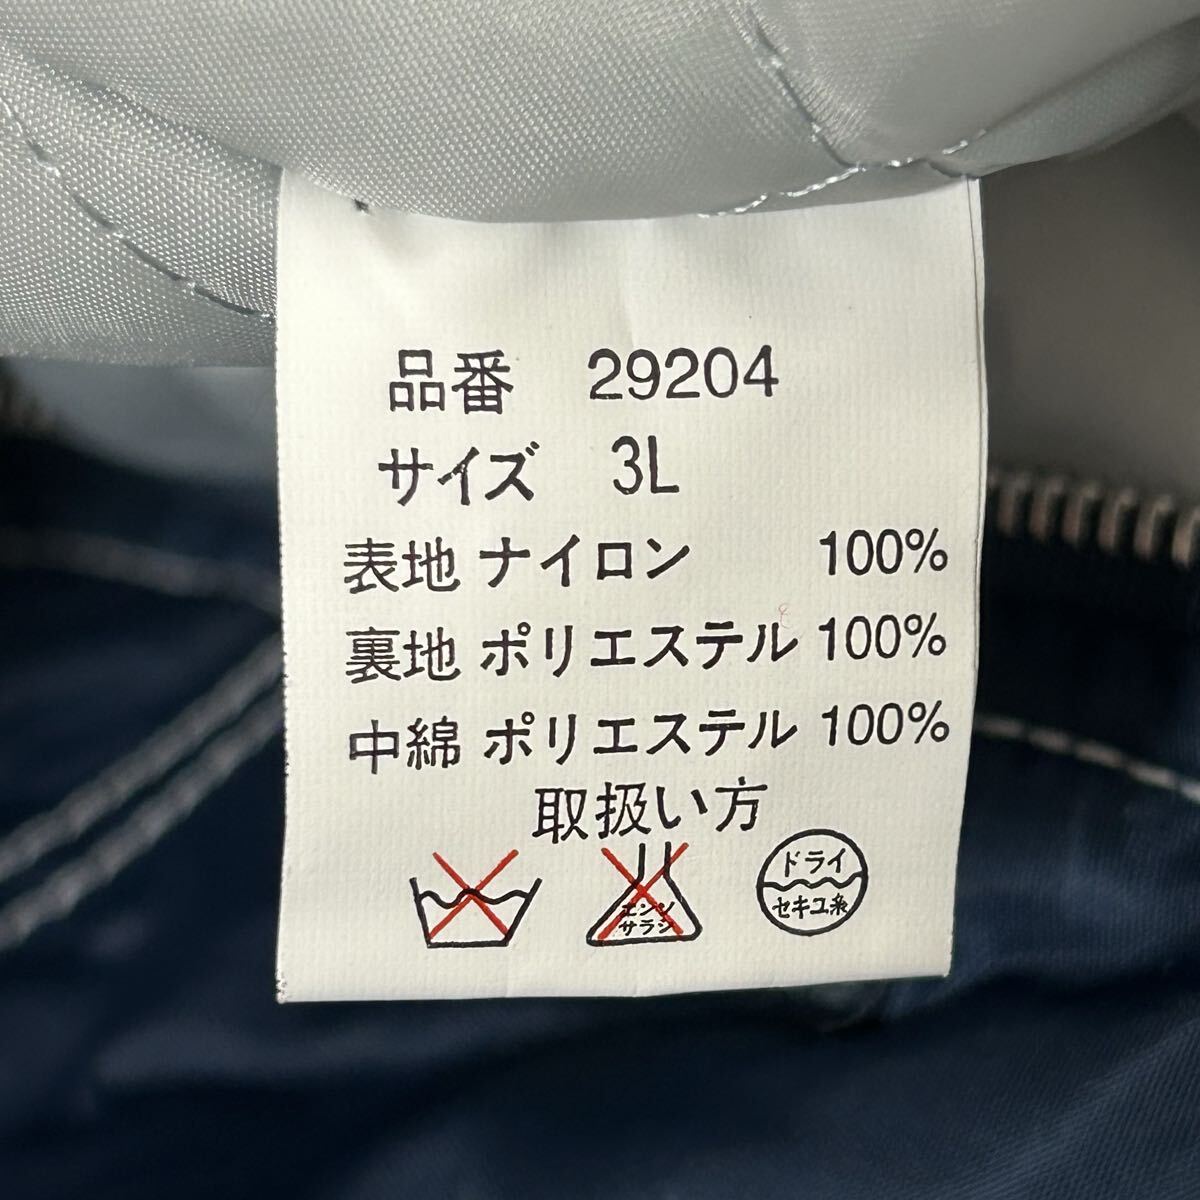 品番 29204
サイズ 3L
表地 ナイロン 100%
裏地 ポリエステル 100%
中綿 ポリエステル 100%
取扱い方
エンソ
サラシ
ドライ
セキユ系